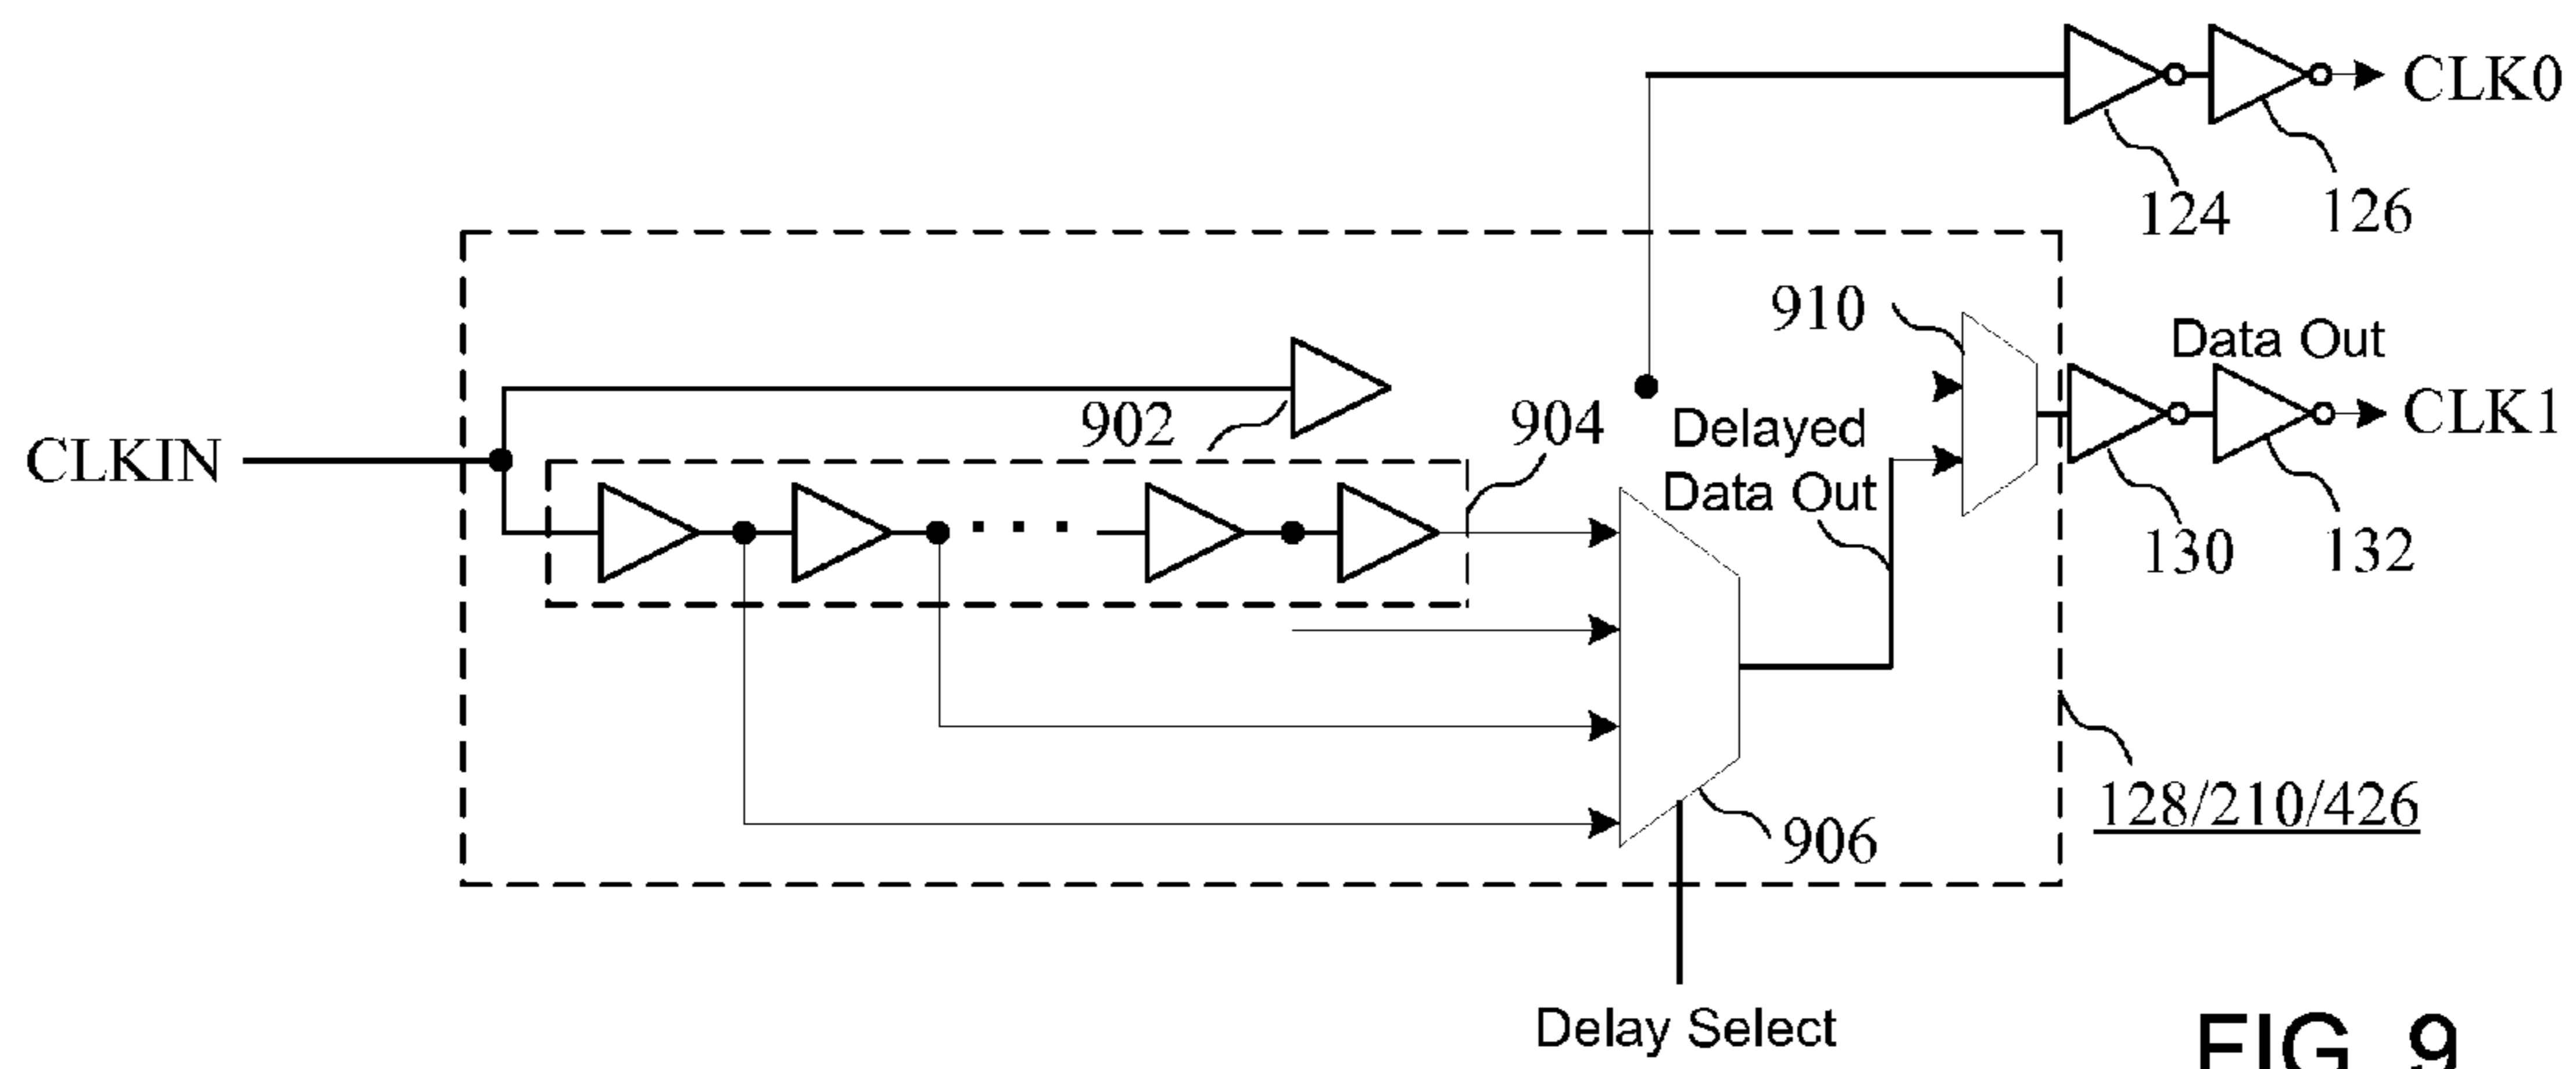 CLK0
124
126
910
Data Out
902
904
Delayed
Data Out
CLKIN
CLK1
130
132
128/210/426
906
Delay Select
FIG. 9